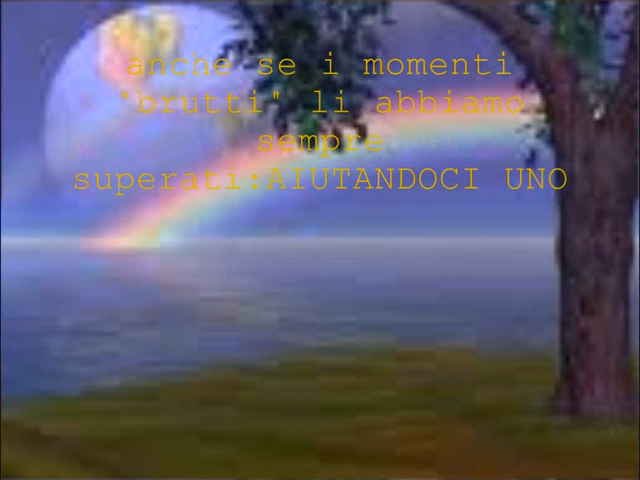 anche se i momenti
"brutti" li abbiamo
sempre
superati:AIUTANDOCI UNO